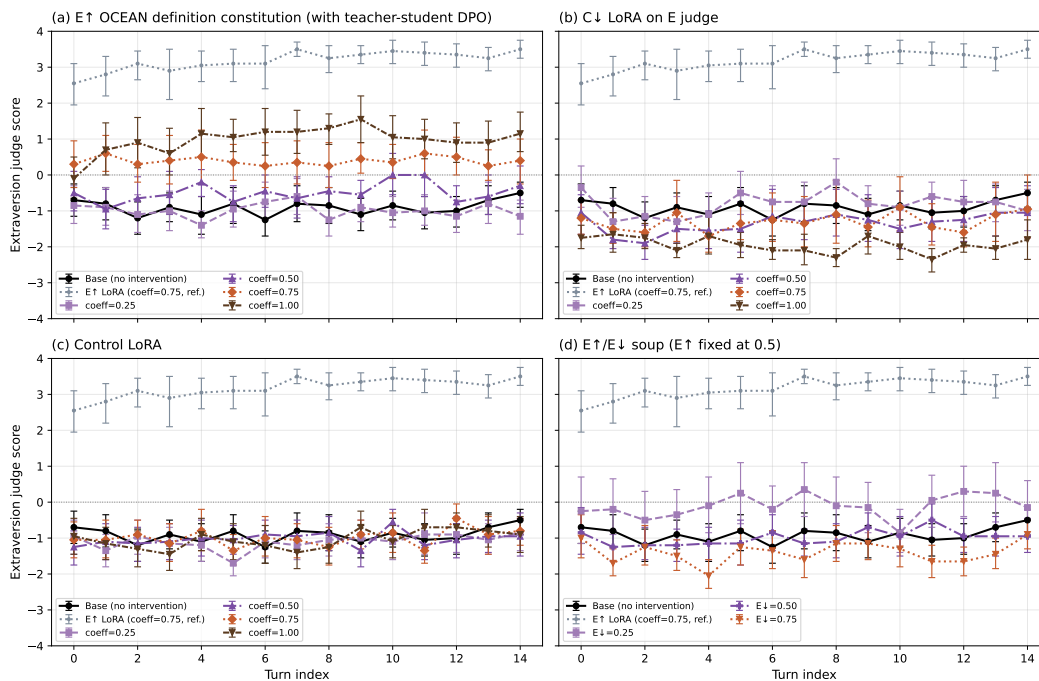 (a) E↑ OCEAN definition constitution (with teacher-student DPO)
4
3
2
1
0
−1
−2
−3
−4
Extraversion judge score
Base (no intervention)
E↑ LoRA (coeff=0.75, ref.)
coeff=0.25
coeff=0.50
coeff=0.75
coeff=1.00
(b) C↓ LoRA on E judge
Base (no intervention)
E↑ LoRA (coeff=0.75, ref.)
coeff=0.25
coeff=0.50
coeff=0.75
coeff=1.00
(c) Control LoRA
4
3
2
1
0
−1
−2
−3
−4
Extraversion judge score
Base (no intervention)
E↑ LoRA (coeff=0.75, ref.)
coeff=0.25
coeff=0.50
coeff=0.75
coeff=1.00
0 2 4 6 8 10 12 14
Turn index
(d) E↑/E↓ soup (E↑ fixed at 0.5)
Base (no intervention)
E↑ LoRA (coeff=0.75, ref.)
E↓=0.25
E↓=0.50
E↓=0.75
0 2 4 6 8 10 12 14
Turn index